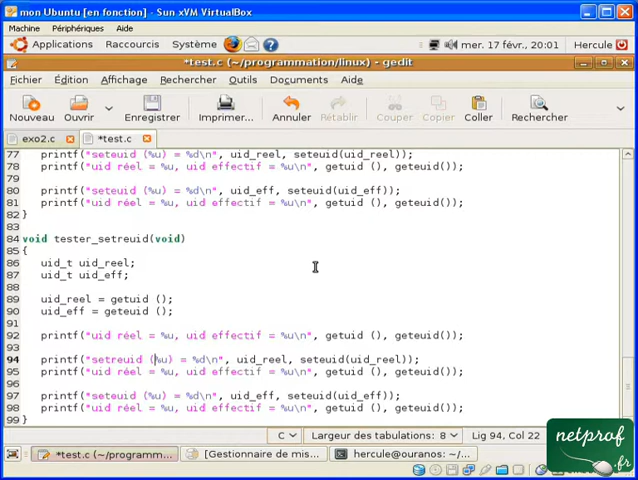 mon Ubuntu [en fonction] - Sun xVM VirtualBox
Machine Périphériques Aide
Applications Raccourcis Système mer. 17 févr., 20:01 Hercule
*test.c (~/programmation/linux) - gedit
Fichier Édition Affichage Rechercher Outils Documents Aide
Nouveau Ouvrir Enregistrer Imprimer... Annuler Rétablir Couper Copier Coller Rechercher
exo2.c *test.c
77 printf("seteuid (%u) = %d\n", uid_reel, seteuid(uid_reel));
78 printf("uid réel = %u, uid effectif = %u\n", getuid (), geteuid());
79
80 printf("seteuid (%u) = %d\n", uid_eff, seteuid(uid_eff));
81 printf("uid réel = %u, uid effectif = %u\n", getuid (), geteuid());
82 }
83
84 void tester_setreuid(void)
85 {
86 uid_t uid_reel;
87 uid_t uid_eff;
88
89 uid_reel = getuid ();
90 uid_eff = geteuid ();
91
92 printf("uid réel = %u, uid effectif = %u\n", getuid (), geteuid());
93
94 printf("setreuid (%u) = %d\n", uid_reel, seteuid(uid_reel));
95 printf("uid réel = %u, uid effectif = %u\n", getuid (), geteuid());
96
97 printf("seteuid (%u) = %d\n", uid_eff, seteuid(uid_eff));
98 printf("uid réel = %u, uid effectif = %u\n", getuid (), geteuid());
99 }
C Largeur des tabulations: 8 Lig 94, Col 22
*test.c (~/programm... [Gestionnaire de mis... hercule@ouranos: ...
netprof
.fr